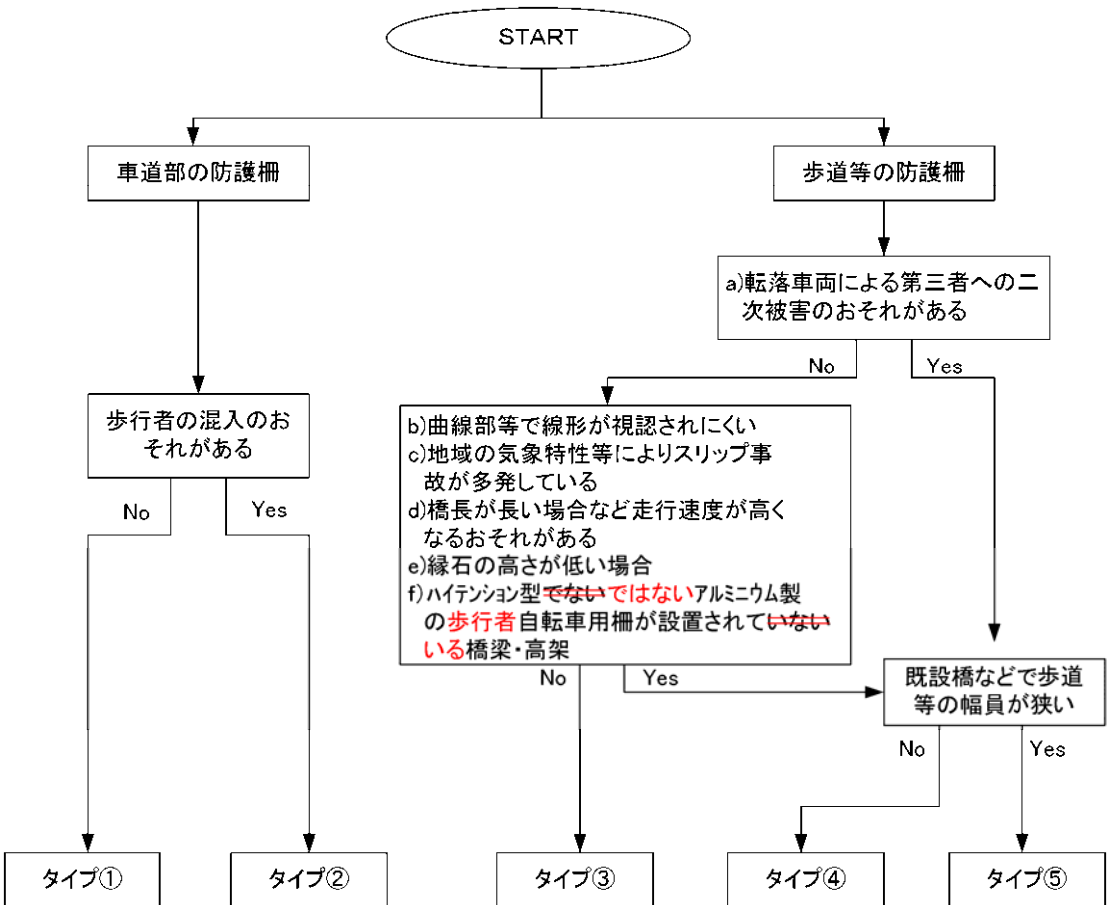 START
車道部の防護柵
歩道等の防護柵
a)転落車両による第三者への二
次被害のおそれがある
No
Yes
歩行者の混入のお
それがある
No
Yes
b)曲線部等で線形が視認されにくい
c)地域の気象特性等によりスリップ事
故が多発している
d)橋長が長い場合など走行速度が高く
なるおそれがある
e)縁石の高さが低い場合
f)ハイテンション型でないではないアルミニウム製
の歩行者自転車用柵が設置されていない
いる橋梁・高架
No
Yes
既設橋などで歩道
等の幅員が狭い
No
Yes
タイプ①
タイプ②
タイプ③
タイプ④
タイプ⑤